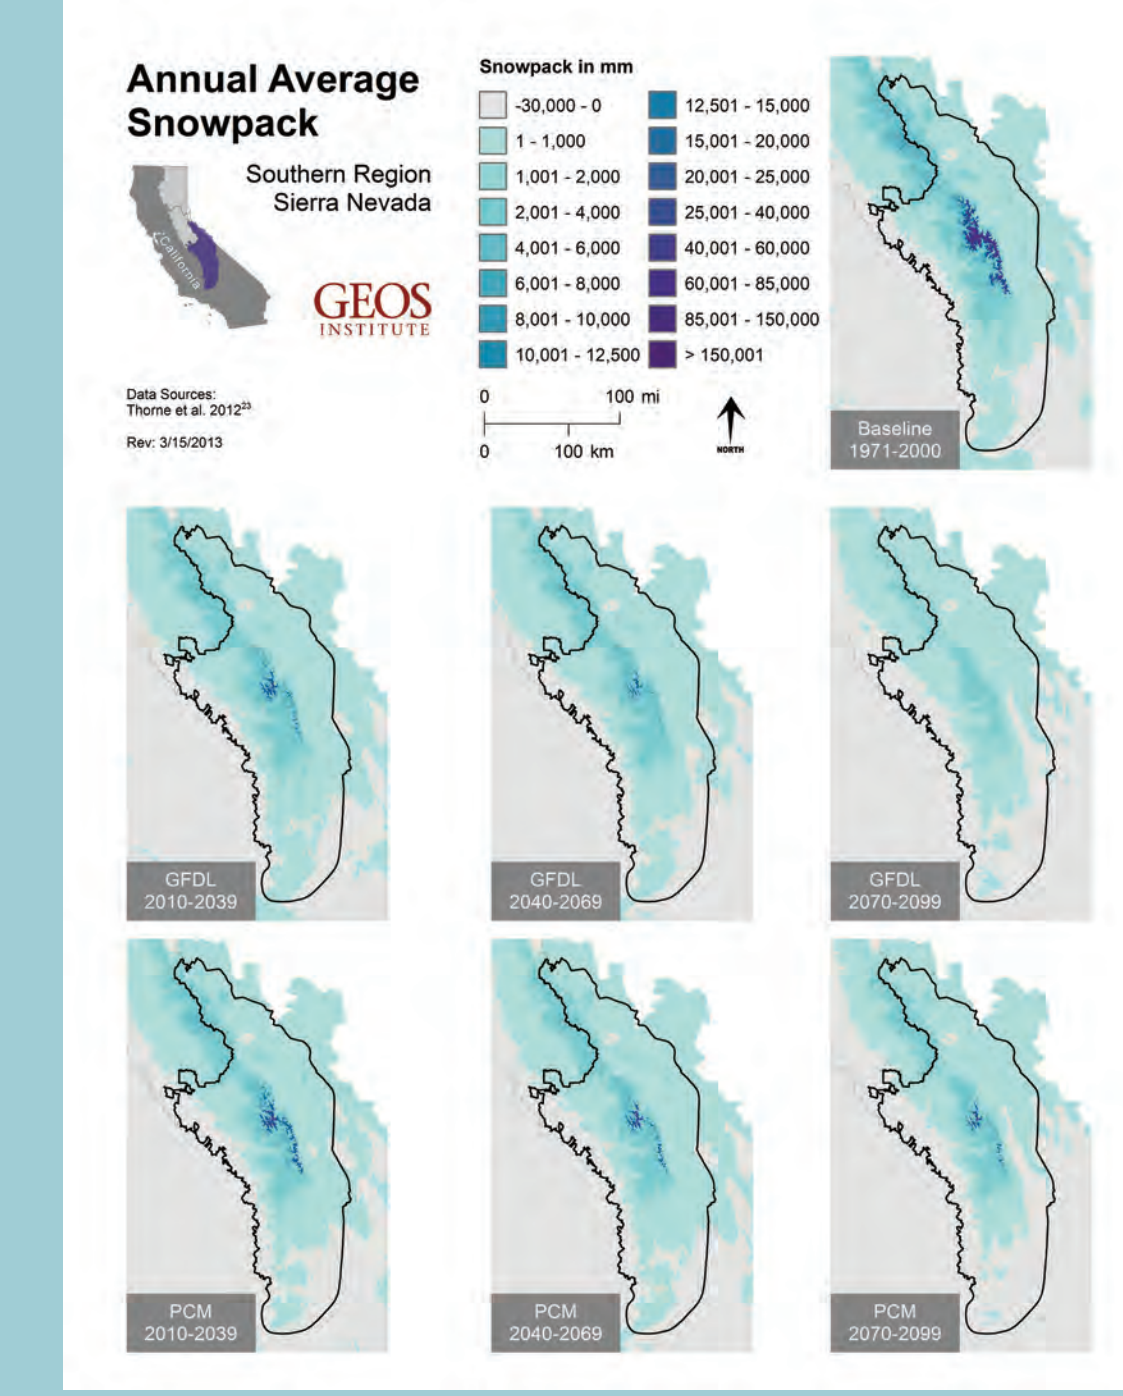 Annual Average
Snowpack
Southern Region
Sierra Nevada
California
GEOS
INSTITUTE
Data Sources:
Thorne et al. 2012²³
Rev: 3/15/2013
Snowpack in mm
-30,000 - 0
1 - 1,000
1,001 - 2,000
2,001 - 4,000
4,001 - 6,000
6,001 - 8,000
8,001 - 10,000
10,001 - 12,500
12,501 - 15,000
15,001 - 20,000
20,001 - 25,000
25,001 - 40,000
40,001 - 60,000
60,001 - 85,000
85,001 - 150,000
> 150,001
0 100 mi
0 100 km
NORTH
Baseline
1971-2000
GFDL
2010-2039
GFDL
2040-2069
GFDL
2070-2099
PCM
2010-2039
PCM
2040-2069
PCM
2070-2099